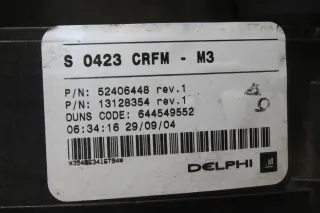 S 0423 CRFM - M3
P/N: 52406448 rev.1
P/N: 13128354 rev.1
DUNS CODE: 644549552
06:34:16 29/09/04
DELPHI